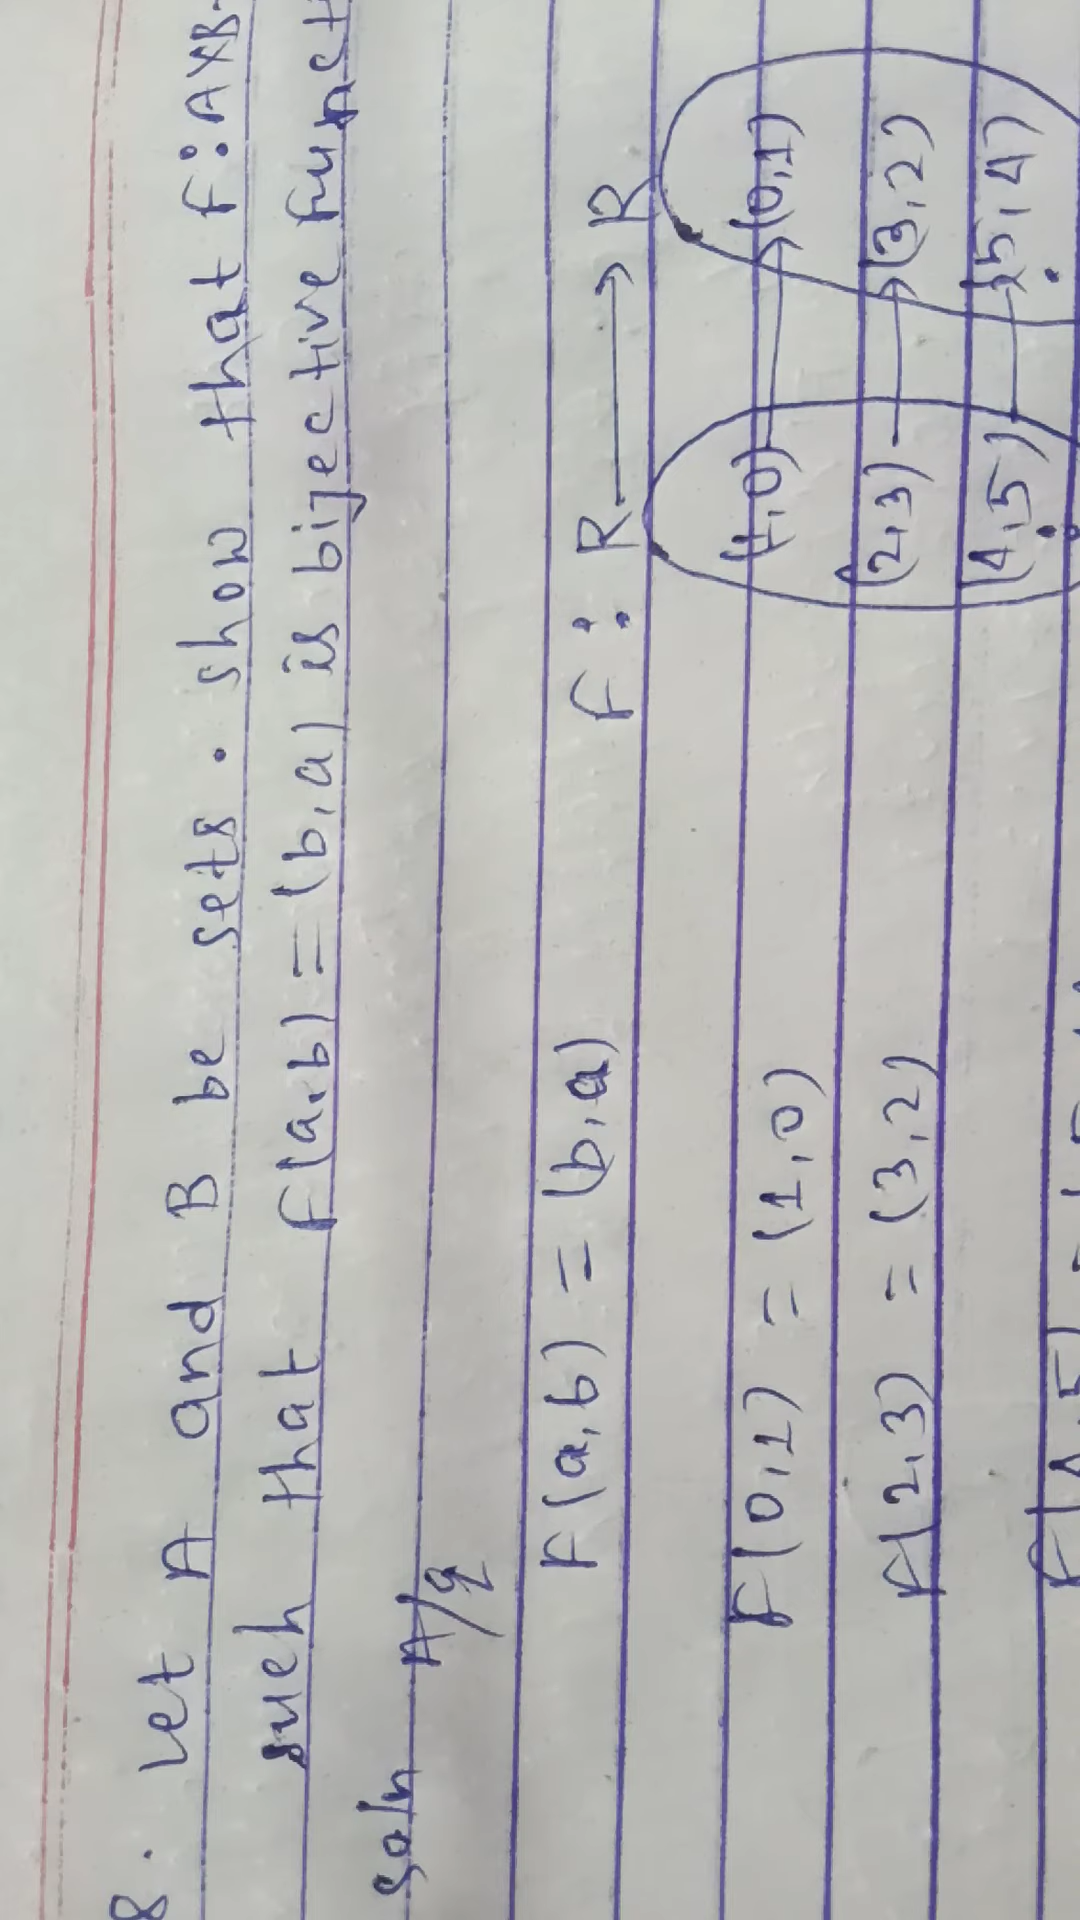 8. Let A and B be sets. show that f: AXB
such that f(a,b) = (b,a) is bijective funct
soln A/q
F(a,b) = (b,a) F : R → R
F(0,1) = (1,0) (1,0) → (0,1)
F(2,3) = (3,2) (2,3) → (3,2)
(4,5) → (5,4)